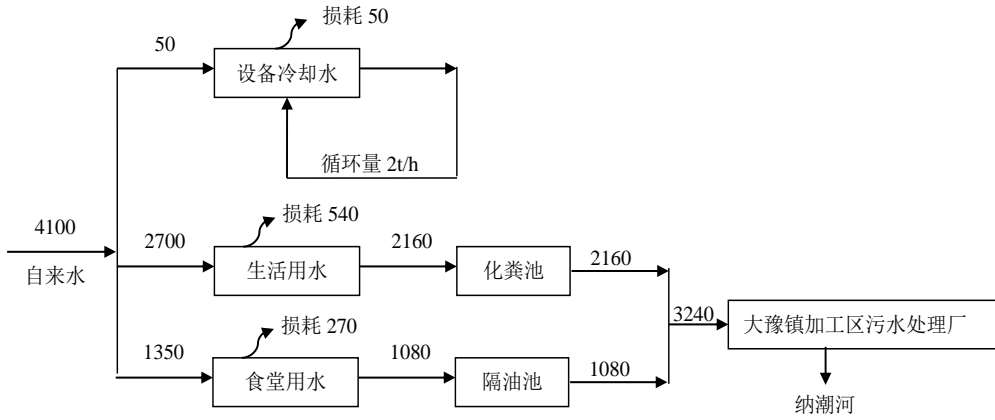 损耗 50
50
设备冷却水
循环量 2t/h
4100
自来水
损耗 540
2700
生活用水
2160
化粪池
2160
3240
大豫镇加工区污水处理厂
损耗 270
1350
食堂用水
1080
隔油池
1080
纳潮河